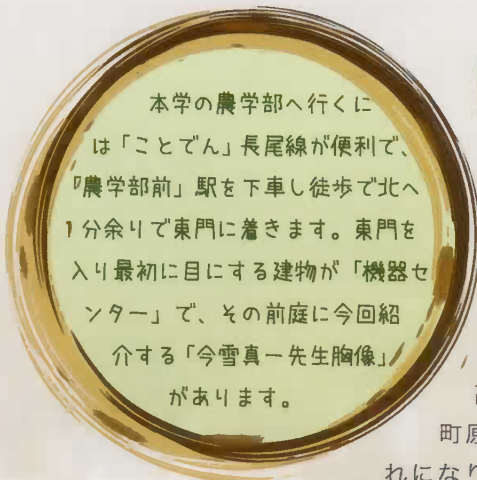 本学の農学部へ行くに
は「ことでん」長尾線が便利で、
「農学部前」駅を下車し徒歩で北へ
1分余りで東門に着きます。東門を
入り最初に目にする建物が「機器セ
ンター」で、その前庭に今回紹
介する「今雪真一先生胸像」
があります。
町原
れになり